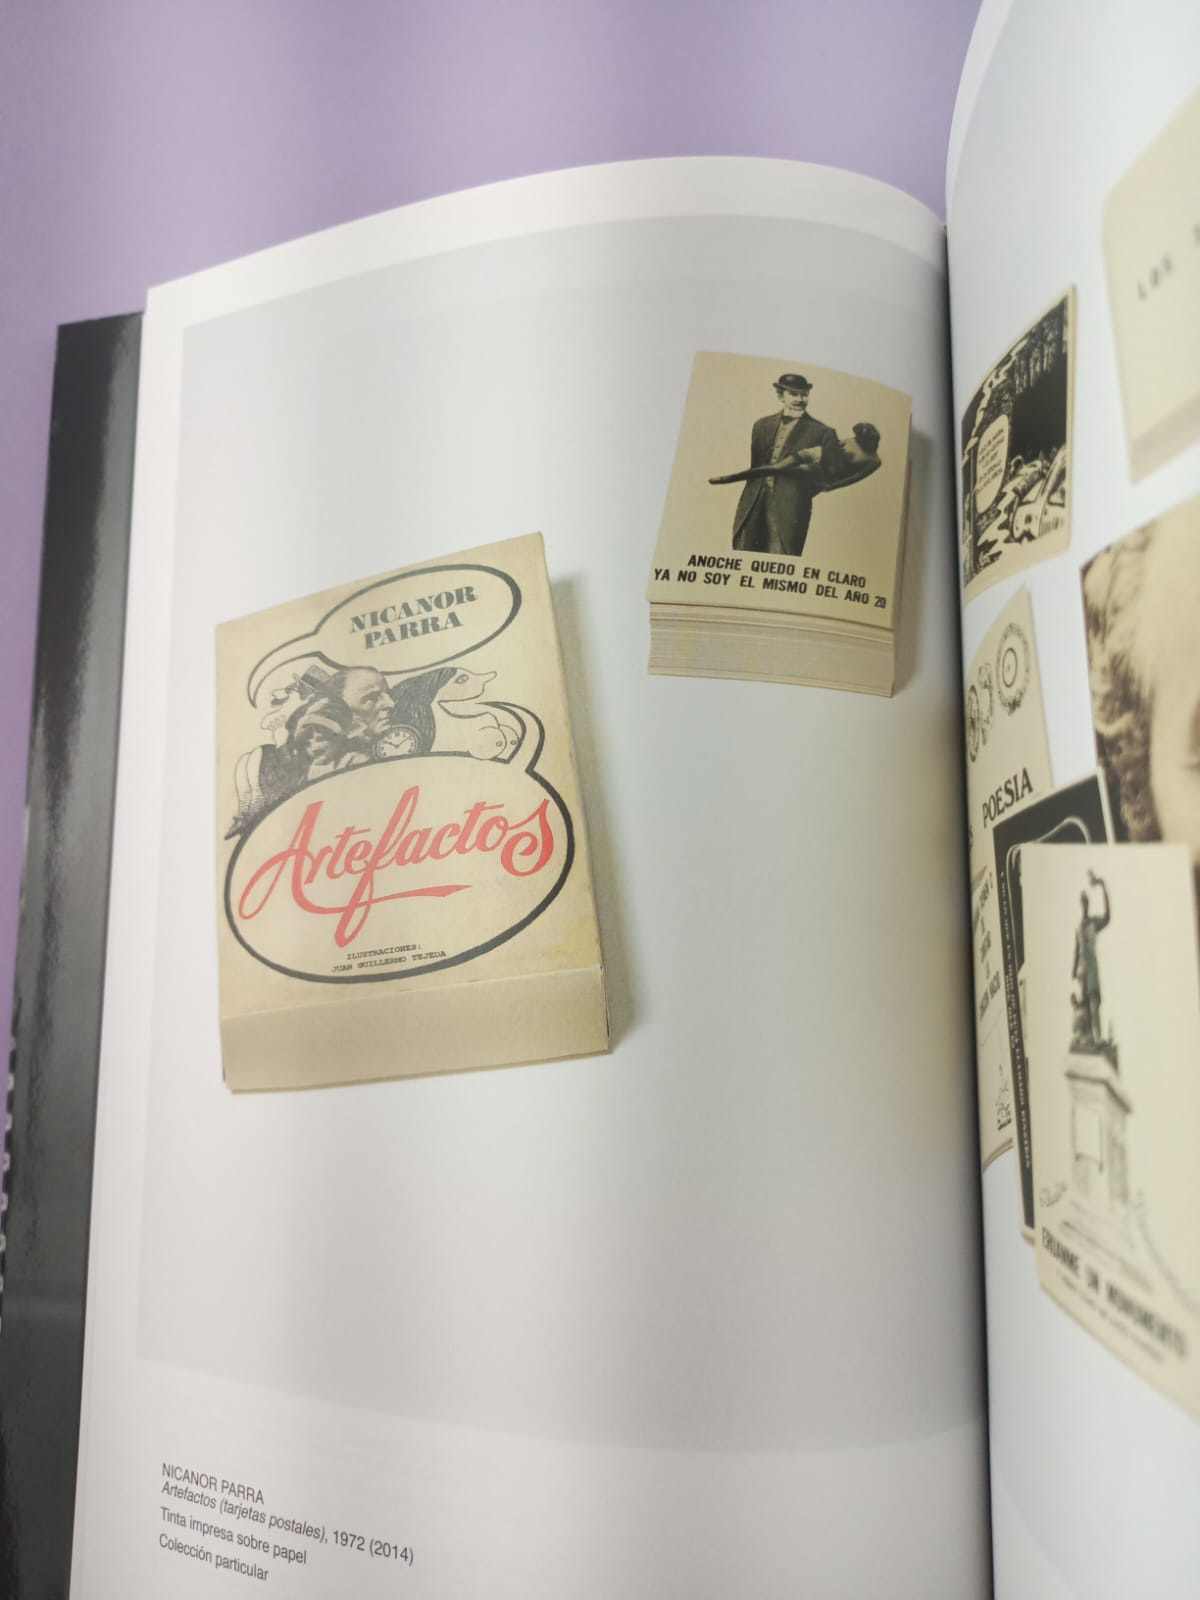 NICANOR
PARRA
Artefactos
ILUSTRACIONES:
JUAN GUILLERMO TEJEDA
ANOCHE QUEDO EN CLARO
YA NO SOY EL MISMO DEL AÑO 20
NICANOR PARRA
Artefactos (tarjetas postales), 1972 (2014)
Tinta impresa sobre papel
Colección particular
LOS
POESIA
ERIJANME UN MONUMENTO